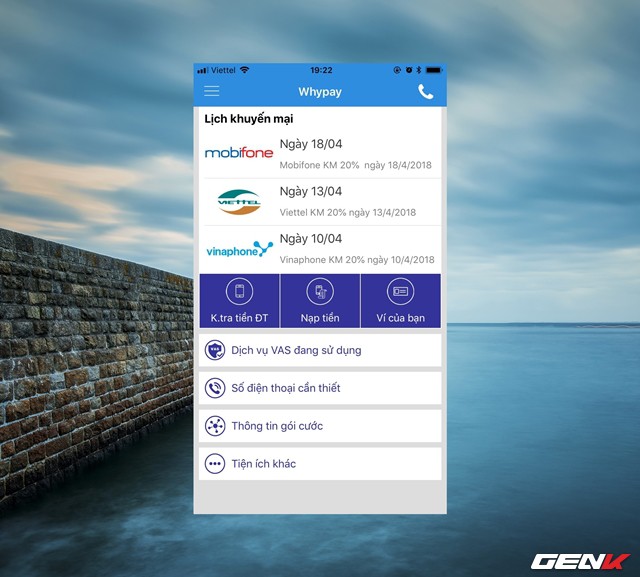 Viettel 19:22
Whypay
Lịch khuyến mại
mobifone
Ngày 18/04
Mobifone KM 20% ngày 18/4/2018
VIETTEL
Ngày 13/04
Viettel KM 20% ngày 13/4/2018
vinaphone
Ngày 10/04
Vinaphone KM 20% ngày 10/4/2018
K.tra tiền ĐT Nạp tiền Ví của bạn
VAS Dịch vụ VAS đang sử dụng
Số điện thoại cần thiết
Thông tin gói cước
Tiện ích khác
GENK